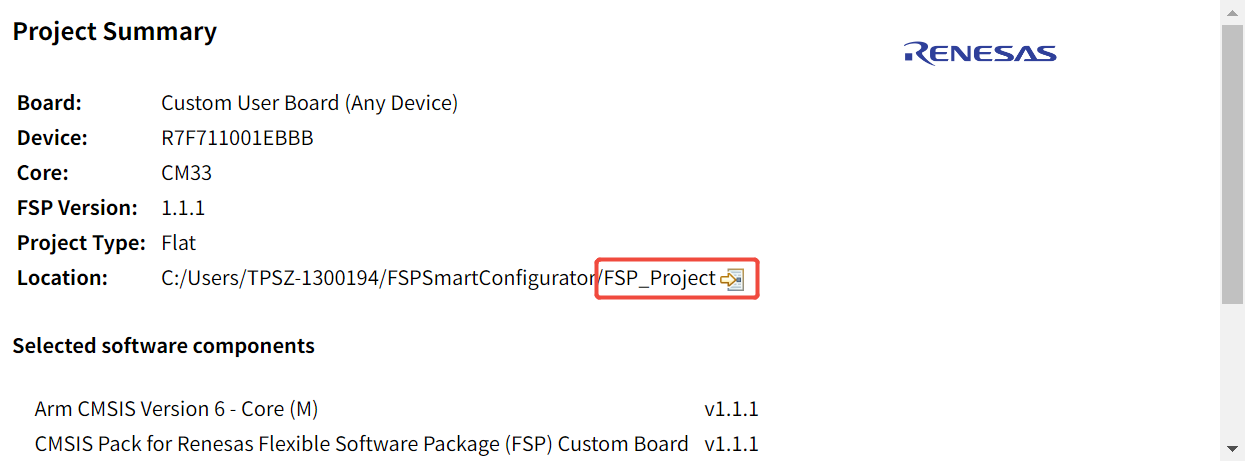 Project Summary
RENESAS
Board: Custom User Board (Any Device)
Device: R7F711001EBBB
Core: CM33
FSP Version: 1.1.1
Project Type: Flat
Location: C:/Users/TPSZ-1300194/FSPSmartConfigurator/FSP_Project
Selected software components
Arm CMSIS Version 6 - Core (M) v1.1.1
CMSIS Pack for Renesas Flexible Software Package (FSP) Custom Board v1.1.1